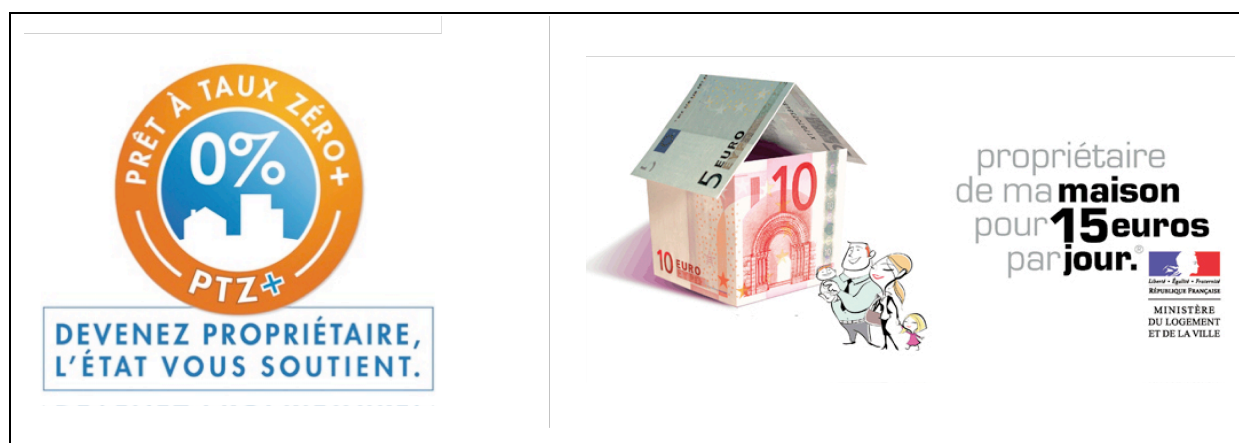 PRÊT À TAUX ZÉRO+
0%
PTZ+
DEVENEZ PROPRIÉTAIRE,
L'ÉTAT VOUS SOUTIENT.
5 EURO
10
10 EURO
propriétaire
de ma maison
pour 15 euros
par jour.®
Liberté • Égalité • Fraternité
RÉPUBLIQUE FRANÇAISE
MINISTÈRE
DU LOGEMENT
ET DE LA VILLE